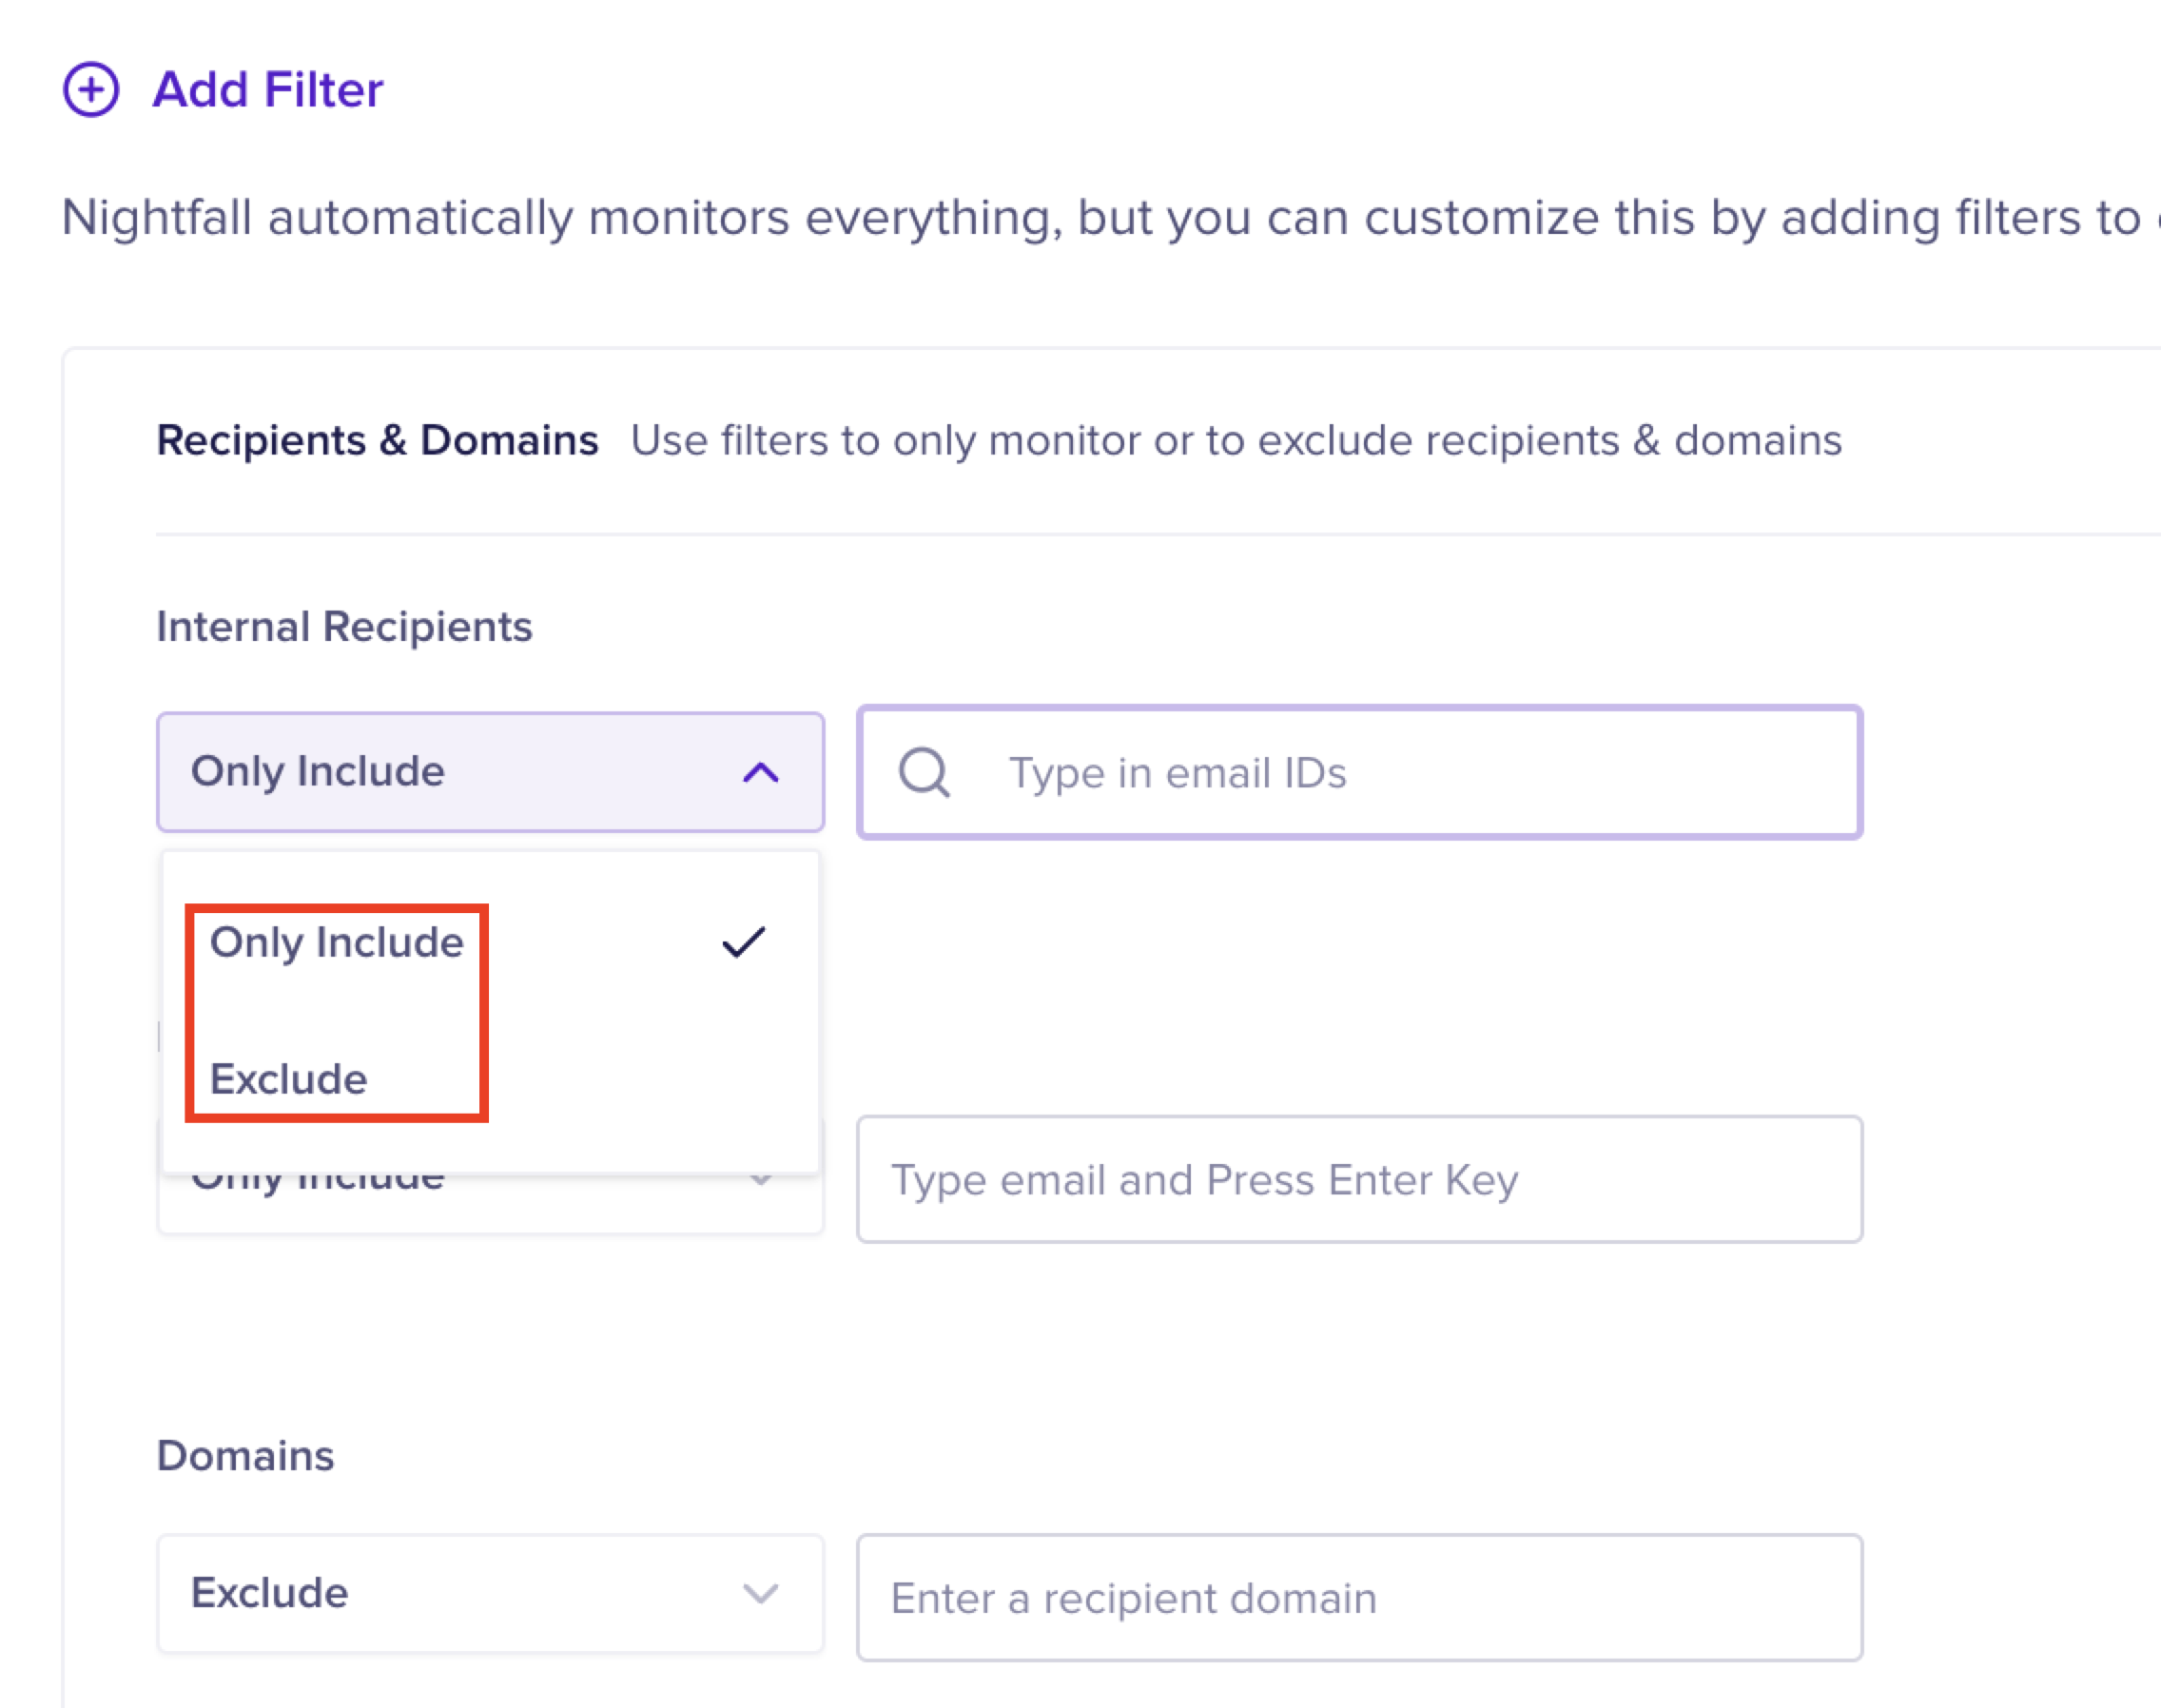 Add Filter
Nightfall automatically monitors everything, but you can customize this by adding filters to
Recipients & Domains Use filters to only monitor or to exclude recipients & domains
Internal Recipients
Only Include
Type in email IDs
Only Include
Exclude
Only Include
Type email and Press Enter Key
Domains
Exclude
Enter a recipient domain